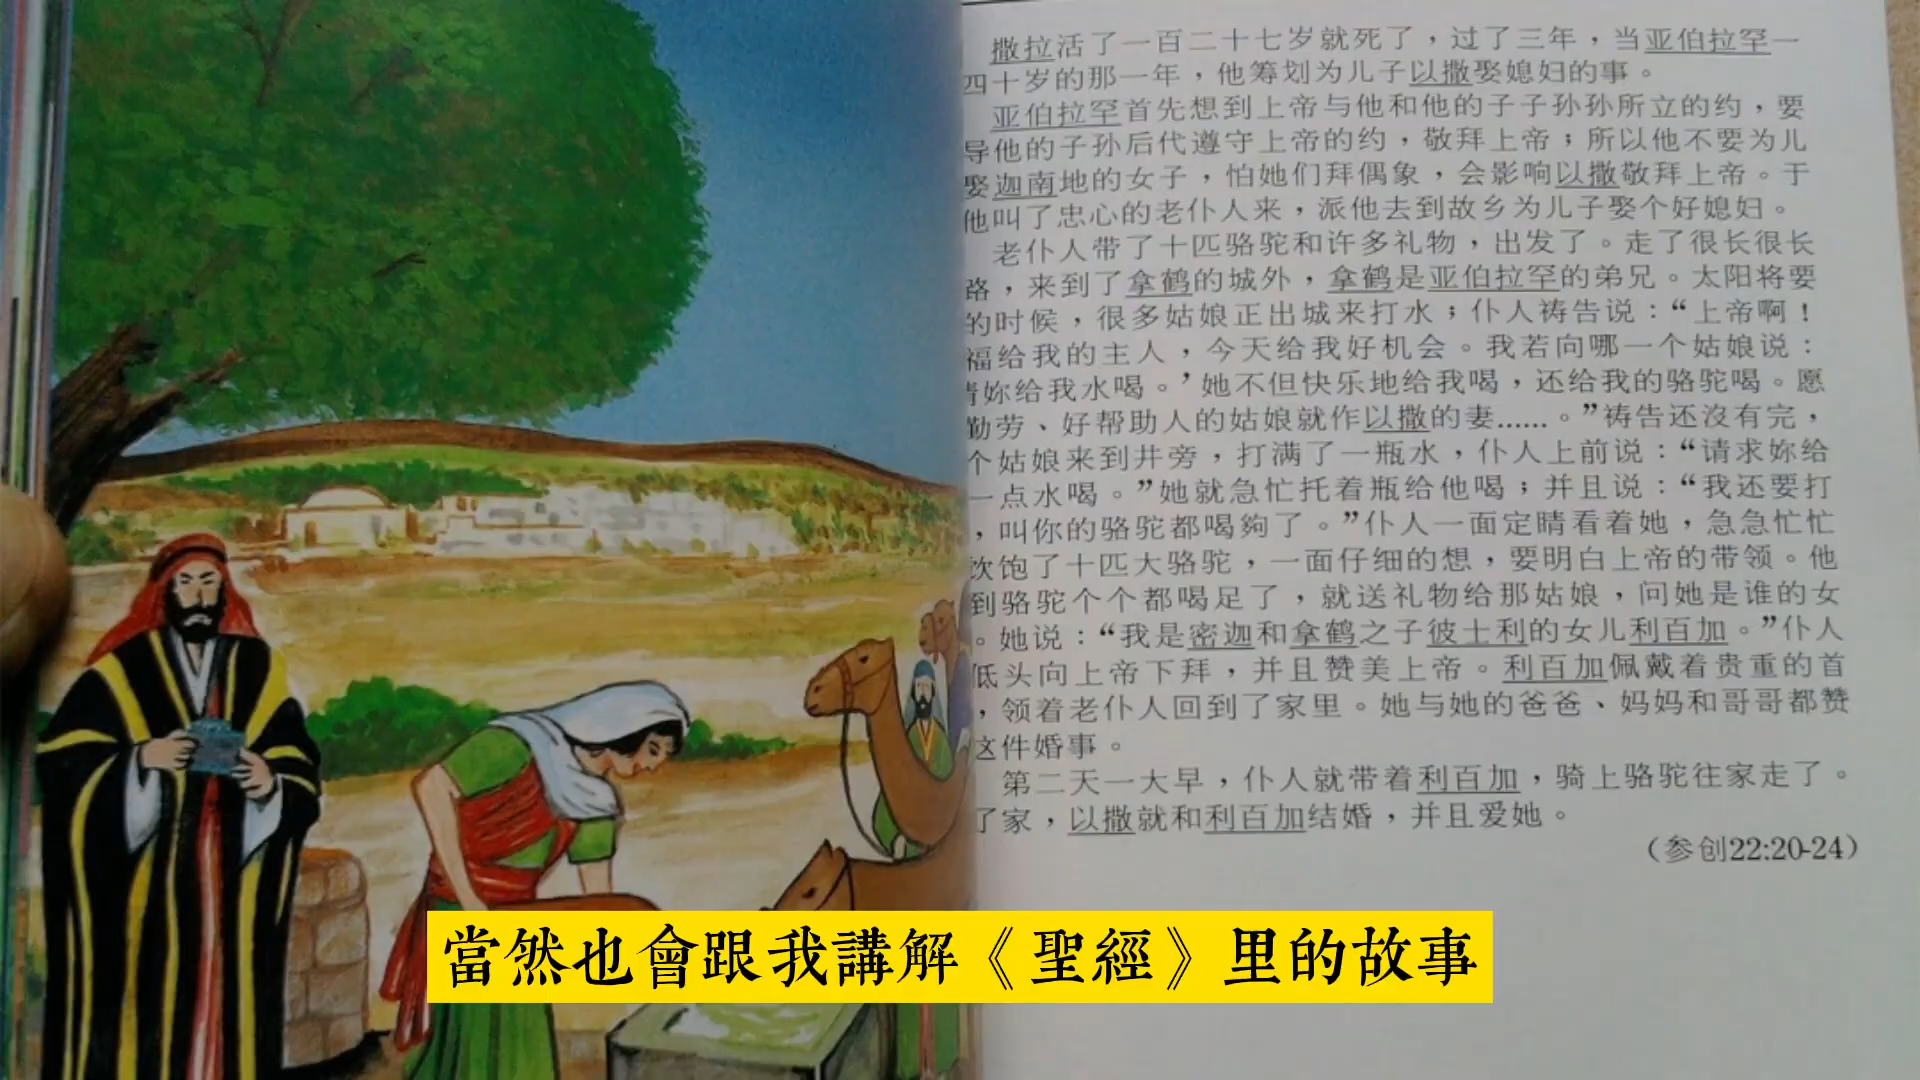 撒拉活了一百二十七岁就死了，过了三年，当亚伯拉罕一
四十岁的那一年，他筹划为儿子以撒娶媳妇的事。
亚伯拉罕首先想到上帝与他和他的子子孙孙所立的约，要
导他的子孙后代遵守上帝的约，敬拜上帝；所以他不要为儿
娶迦南地的女子，怕她们拜偶象，会影响以撒敬拜上帝。于
他叫了忠心的老仆人来，派他去到故乡为儿子娶个好媳妇。
老仆人带了十匹骆驼和许多礼物，出发了。走了很长很长
路，来到了拿鹤的城外，拿鹤是亚伯拉罕的弟兄。太阳将要
的时候，很多姑娘正出城来打水；仆人祷告说：“上帝啊！
福给我的主人，今天给我好机会。我若向哪一个姑娘说：
请妳给我水喝。’她不但快乐地给我喝，还给我的骆驼喝。愿
勤劳、好帮助人的姑娘就作以撒的妻……。”祷告还沒有完，
个姑娘来到井旁，打满了一瓶水，仆人上前说：“请求妳给
一点水喝。”她就急忙托着瓶给他喝；并且说：“我还要打
，叫你的骆驼都喝夠了。”仆人一面定睛看着她，急急忙忙
饮饱了十匹大骆驼，一面仔细的想，要明白上帝的带领。他
到骆驼个个都喝足了，就送礼物给那姑娘，问她是谁的女
。她说：“我是密迦和拿鹤之子彼土利的女儿利百加。”仆人
低头向上帝下拜，并且赞美上帝。利百加佩戴着贵重的首
，领着老仆人回到了家里。她与她的爸爸、妈妈和哥哥都赞
这件婚事。
第二天一大早，仆人就带着利百加，骑上骆驼往家走了。
了家，以撒就和利百加结婚，并且爱她。
（参创22:20-24）
當然也會跟我講解《聖經》里的故事